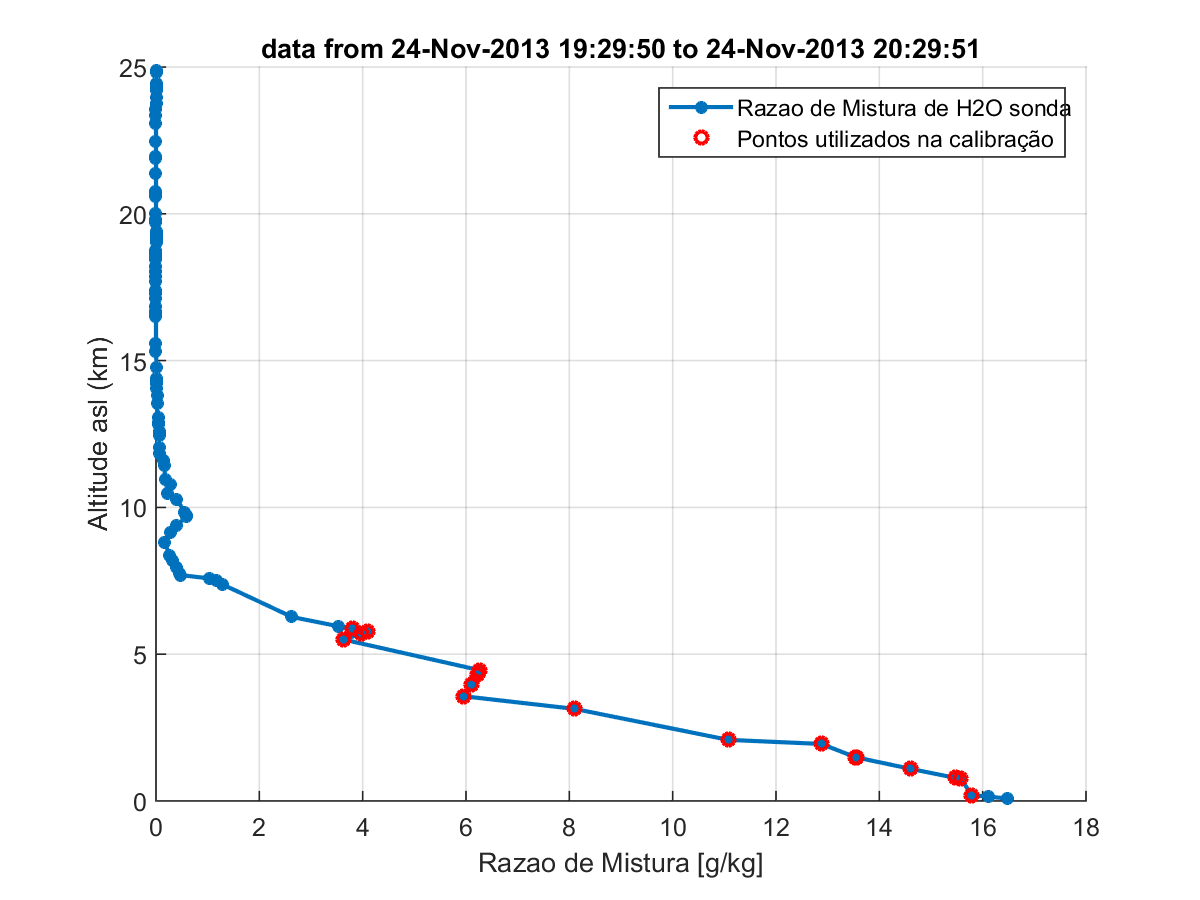 data from 24-Nov-2013 19:29:50 to 24-Nov-2013 20:29:51
Razao de Mistura de H2O sonda
Pontos utilizados na calibração
Altitude asl (km)
25
20
15
10
5
0
0 2 4 6 8 10 12 14 16 18
Razao de Mistura [g/kg]